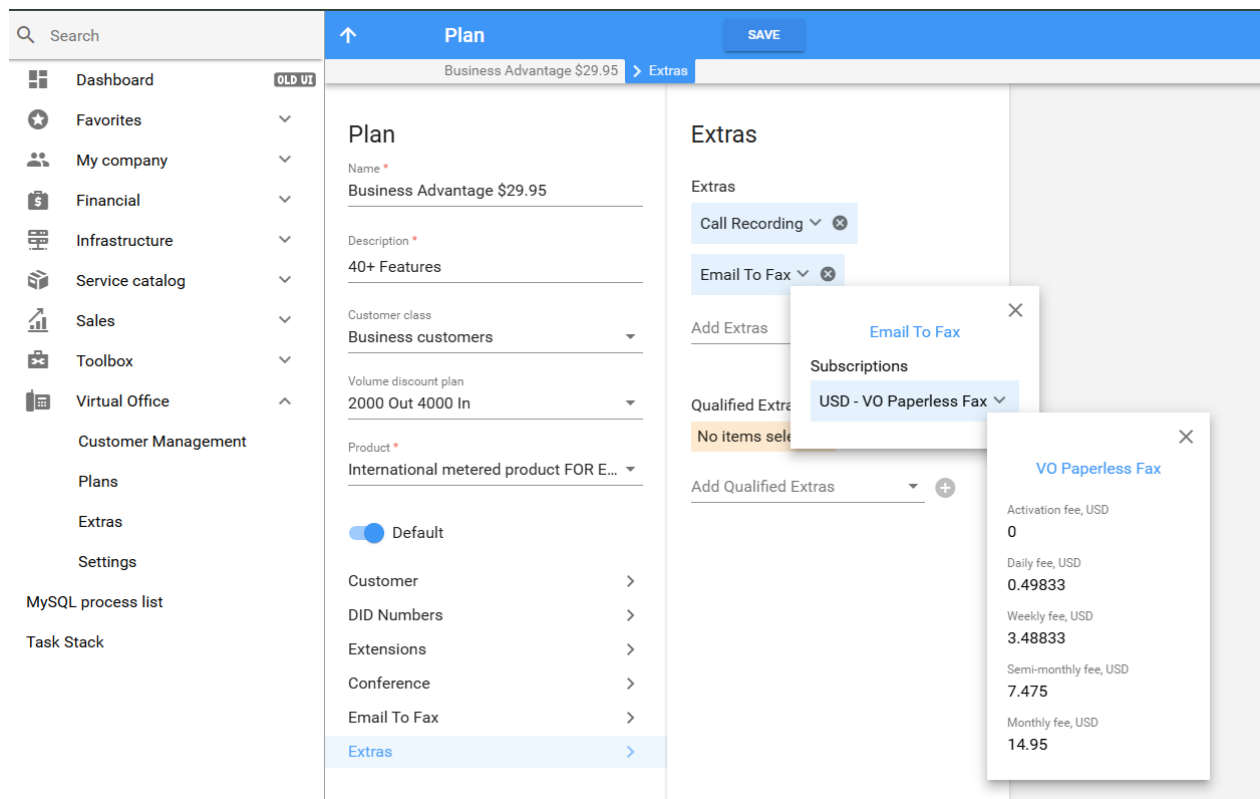 Search
Dashboard
OLD UI
Favorites
My company
Financial
Infrastructure
Service catalog
Sales
Toolbox
Virtual Office
Customer Management
Plans
Extras
Settings
MySQL process list
Task Stack
Plan
SAVE
Business Advantage $29.95
Extras
Plan
Name *
Business Advantage $29.95
Description *
40+ Features
Customer class
Business customers
Volume discount plan
2000 Out 4000 In
Product *
International metered product FOR E...
Default
Customer
DID Numbers
Extensions
Conference
Email To Fax
Extras
Extras
Extras
Call Recording
Email To Fax
Add Extras
Qualified Extra
No items sele
Add Qualified Extras
Email To Fax
Subscriptions
USD - VO Paperless Fax
VO Paperless Fax
Activation fee, USD
0
Daily fee, USD
0.49833
Weekly fee, USD
3.48833
Semi-monthly fee, USD
7.475
Monthly fee, USD
14.95